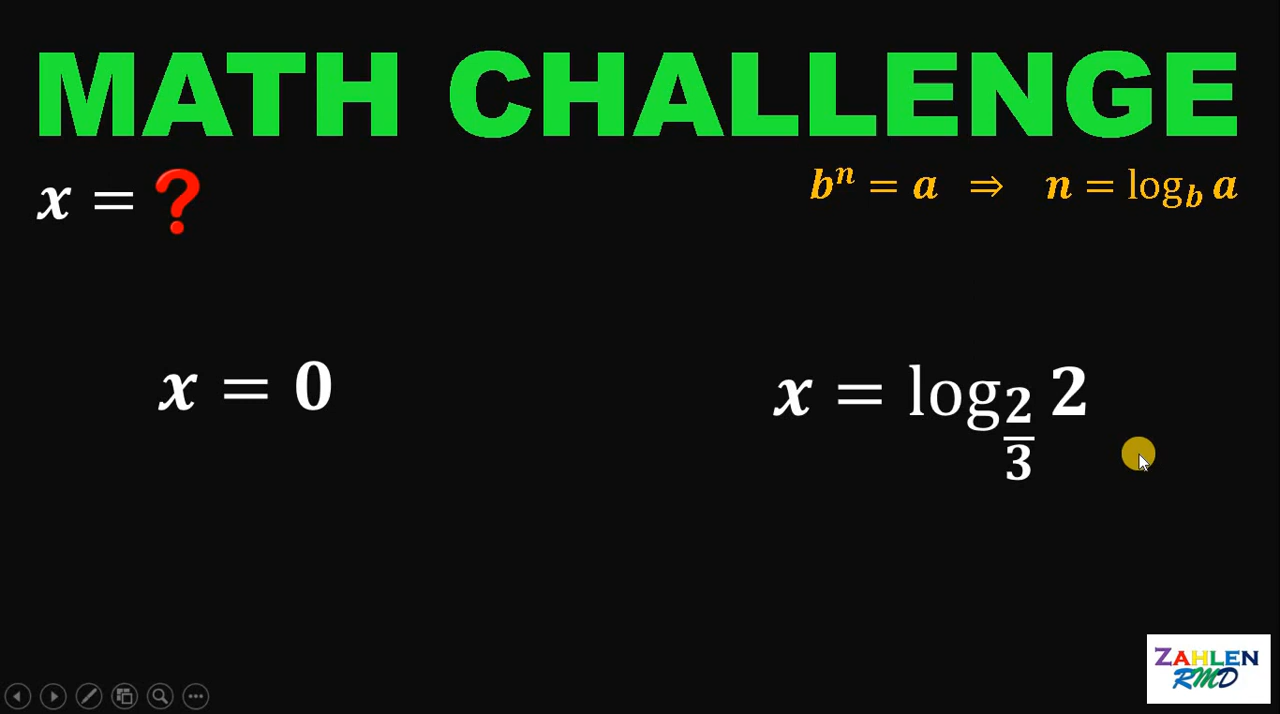 MATH CHALLENGE
x = ?
bⁿ = a ⇒ n = log_b a
x = 0
x = log_{2/3} 2
ZAHLEN
RMD